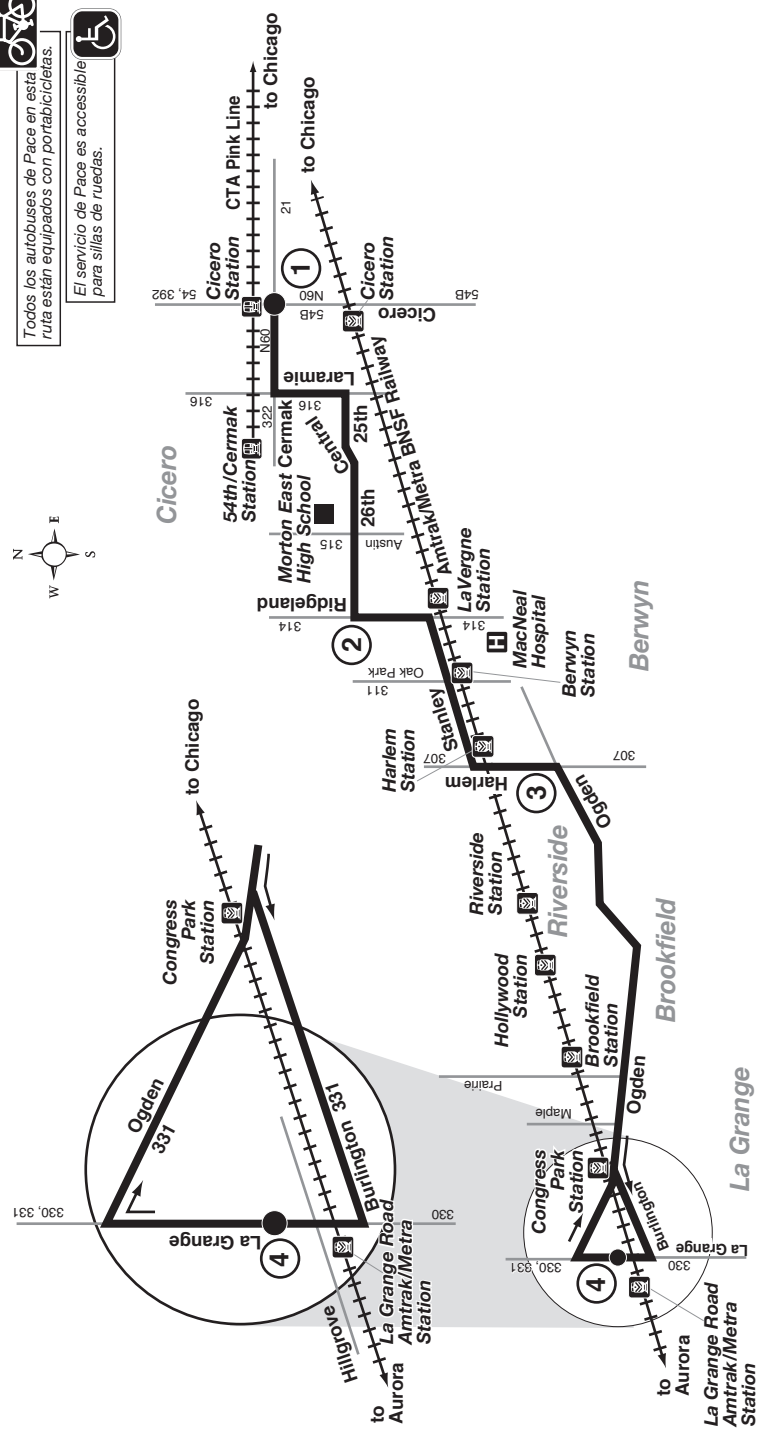 Todos los autobuses de Pace en esta
ruta están equipados con portabicicletas.
El servicio de Pace es accessible
para sillas de ruedas.
N
W
E
S
Cicero
CTA Pink Line
to Chicago
Cicero
Station
54, 392
21
1
N60
54B
N60
54B
Cicero
Station
Cicero
to Chicago
54th/Cermak
Station
316
322
Cermak
Laramie
316
25th
Central
26th
Morton East
High School
315
Austin
Amtrak/Metra BNSF Railway
Ridgeland
314
2
314
LaVergne
Station
H
MacNeal
Hospital
Berwyn
Station
Berwyn
Oak Park
311
Stanley
Harlem
Station
307
Harlem
3
307
Ogden
Riverside
Station
Riverside
Hollywood
Station
Brookfield
Brookfield
Station
Prairie
Maple
Ogden
Congress
Park
Station
Burlington
La Grange
330, 331
4
330
La Grange
La Grange Road
Amtrak/Metra
Station
to
Aurora
to Chicago
Congress
Park
Station
Ogden
331
Burlington 331
330, 331
La Grange
4
330
Hillgrove
La Grange Road
Amtrak/Metra
Station
to
Aurora